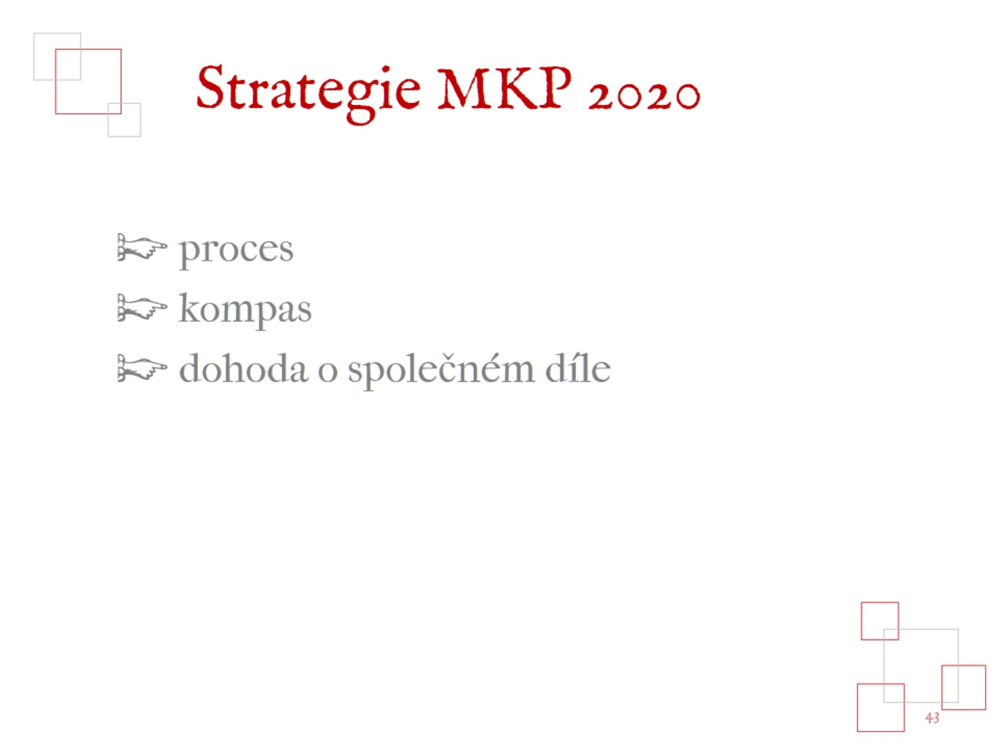 Strategie MKP 2020
☞ proces
☞ kompas
☞ dohoda o společném díle
43